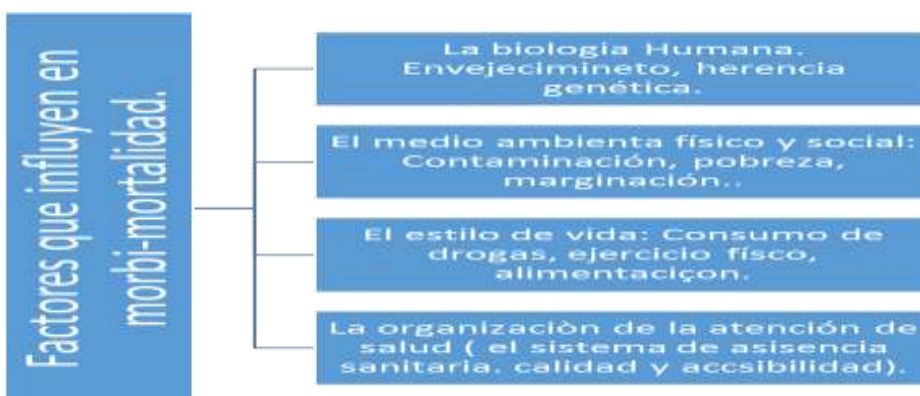 Factores que influyen en
morbi-mortalidad.
La biologia Humana.
Envejecimineto, herencia
genética.
El medio ambienta físico y social:
Contaminación, pobreza,
marginación..
El estilo de vida: Consumo de
drogas, ejercicio físco,
alimentaciçon.
La organizaciòn de la atención de
salud ( el sistema de asisencia
sanitaria. calidad y accsibilidad).